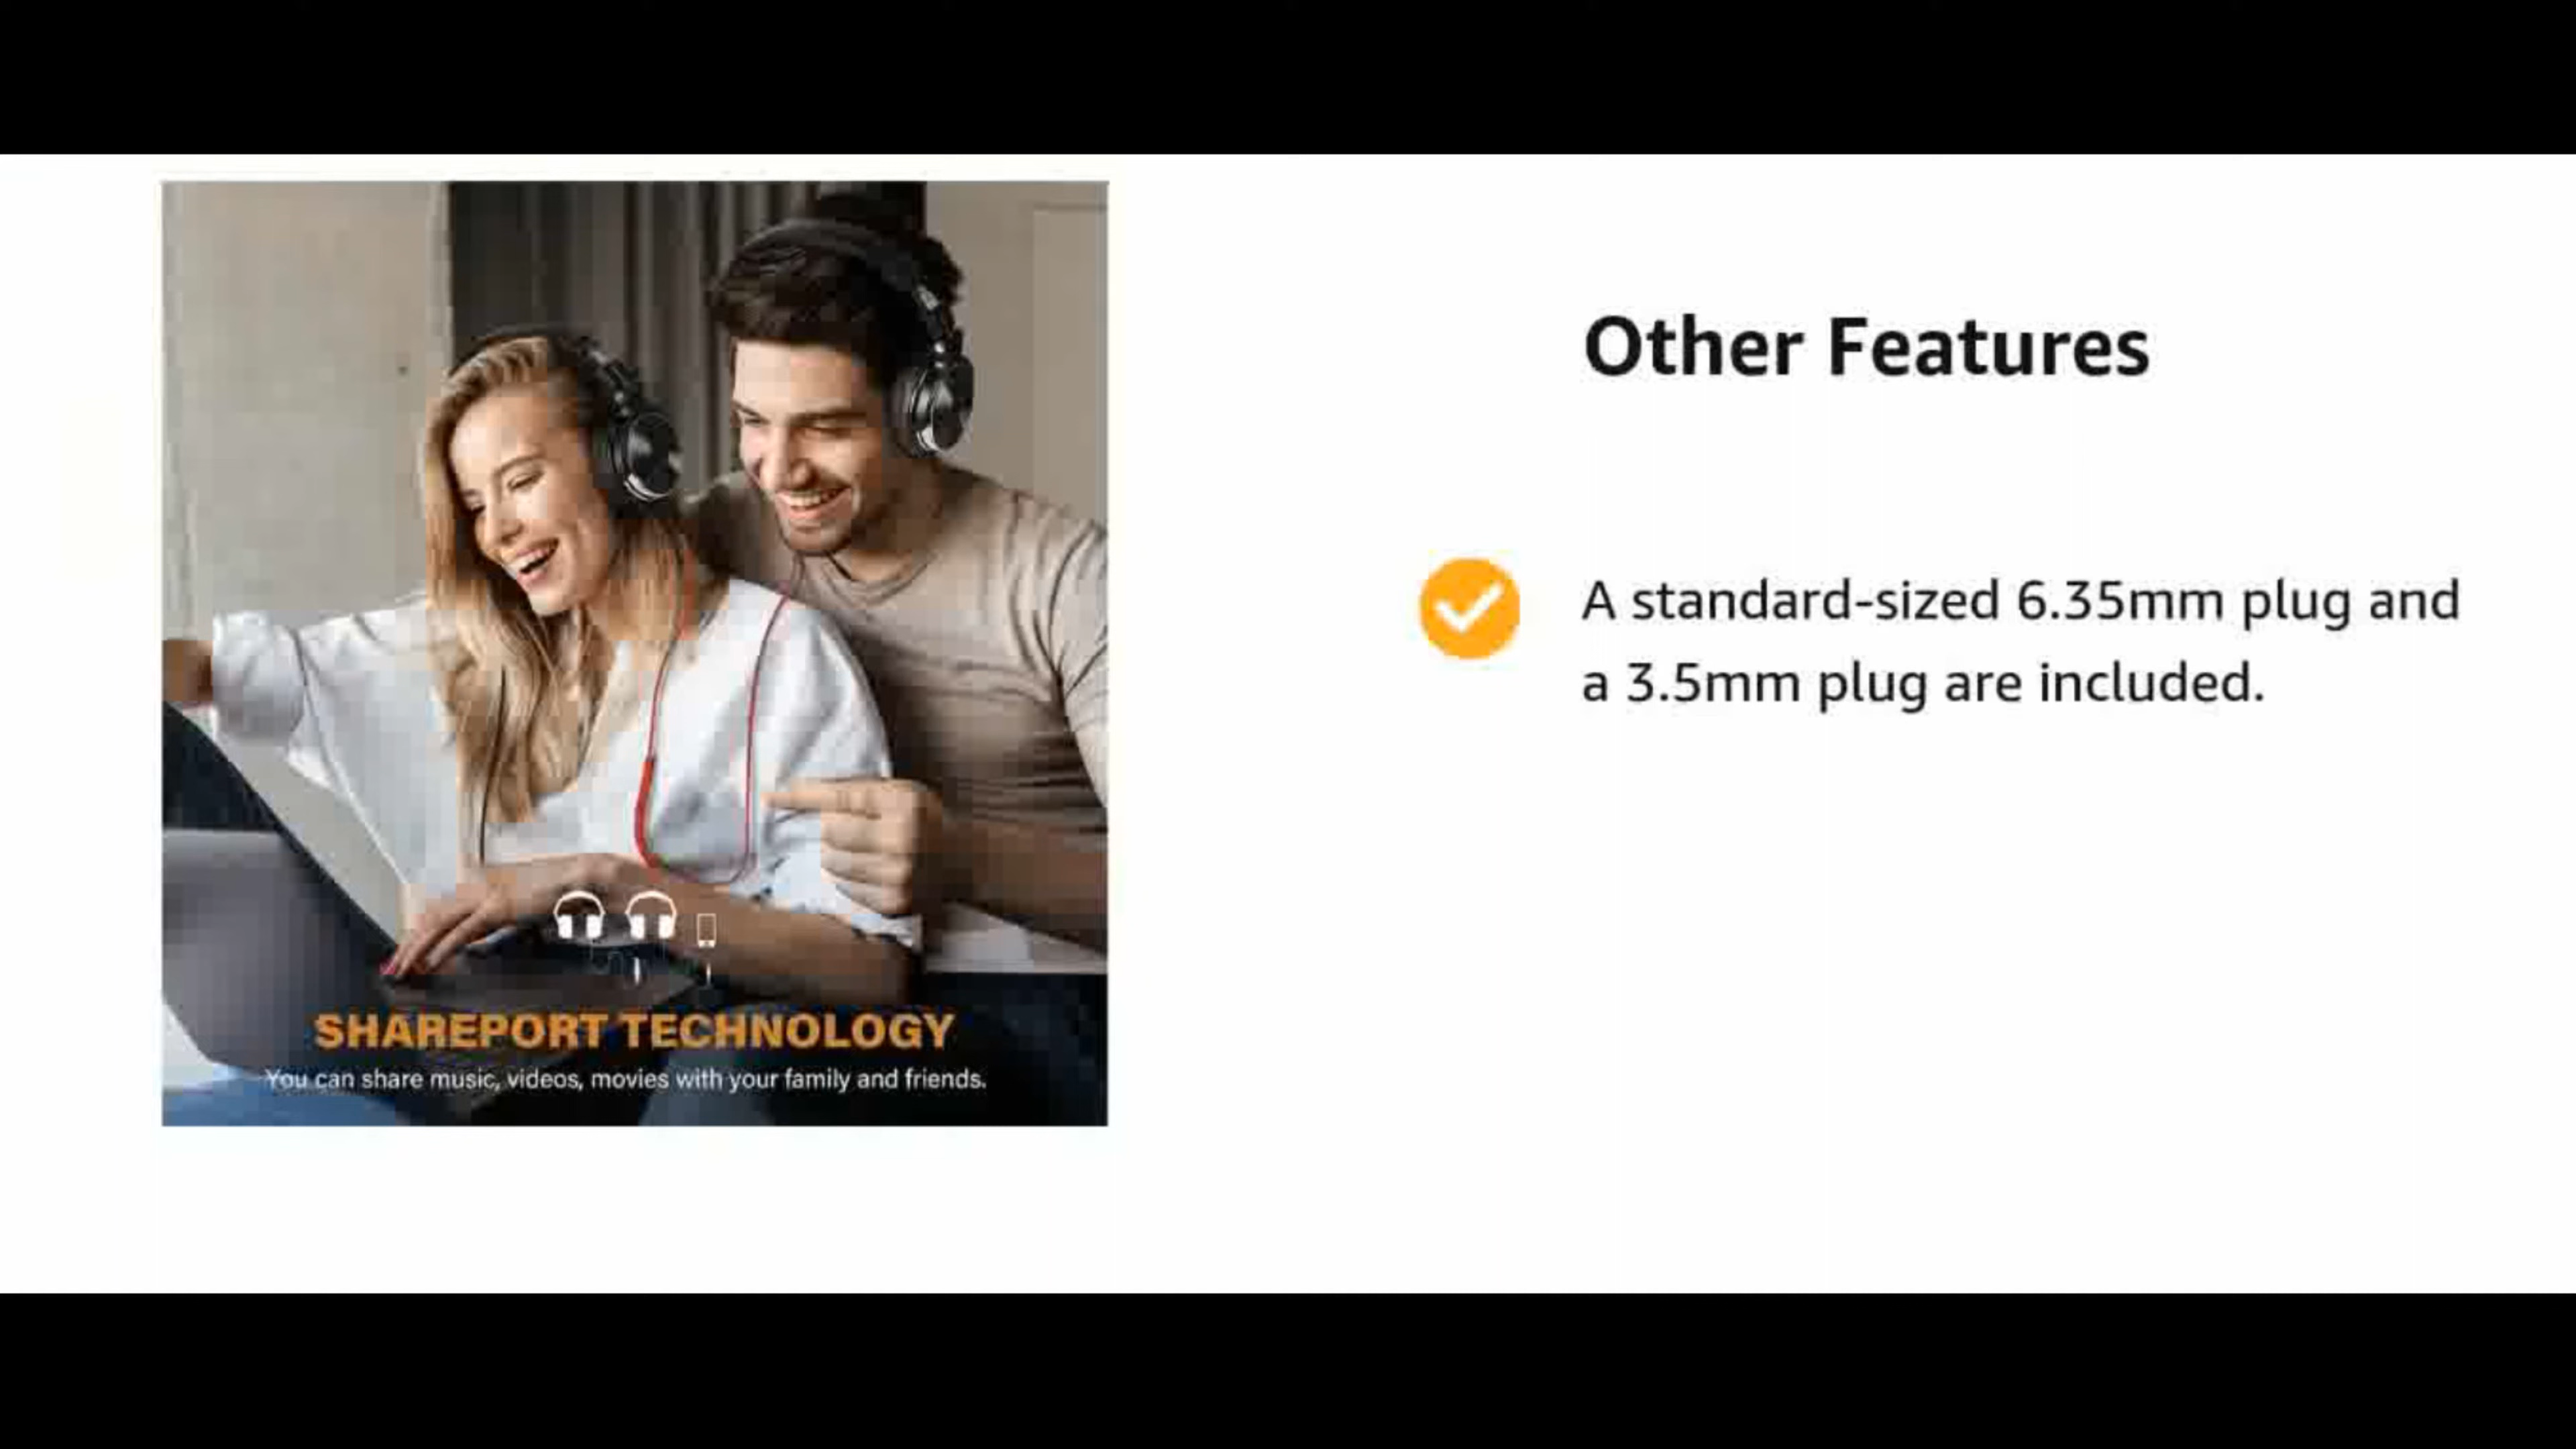 Other Features
A standard-sized 6.35mm plug and
a 3.5mm plug are included.
SHAREPORT TECHNOLOGY
You can share music, videos, movies with your family and friends.